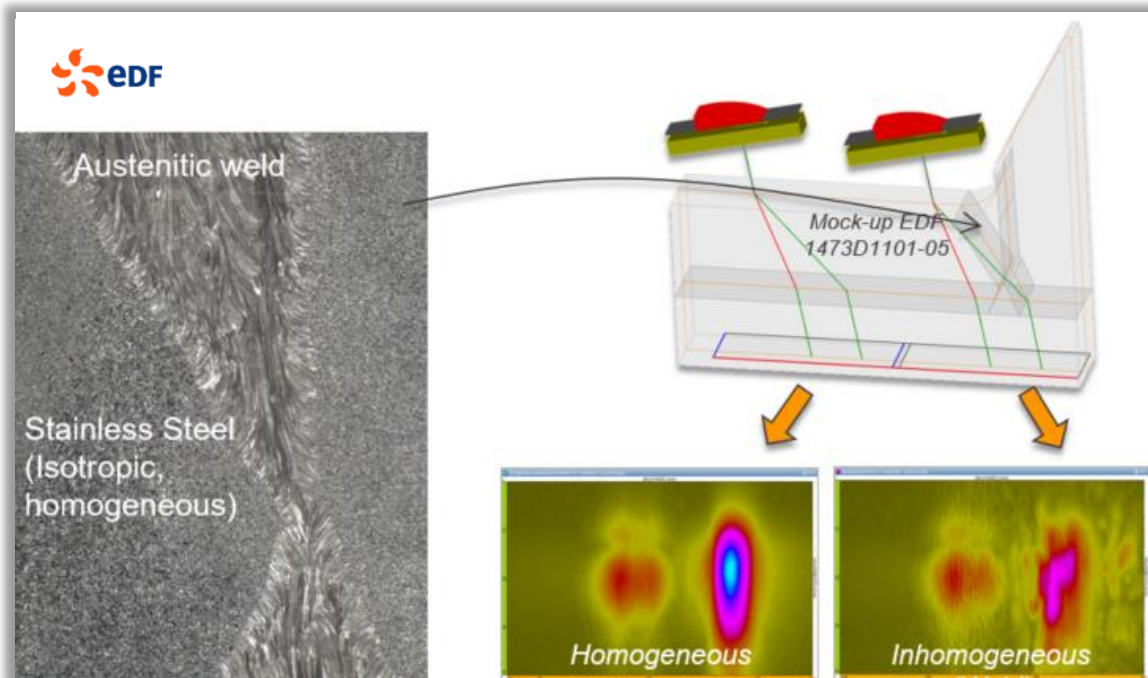 eDF
Austenitic weld
Mock-up EDF
1473D1101-05
Stainless Steel
(Isotropic,
homogeneous)
Homogeneous
Inhomogeneous